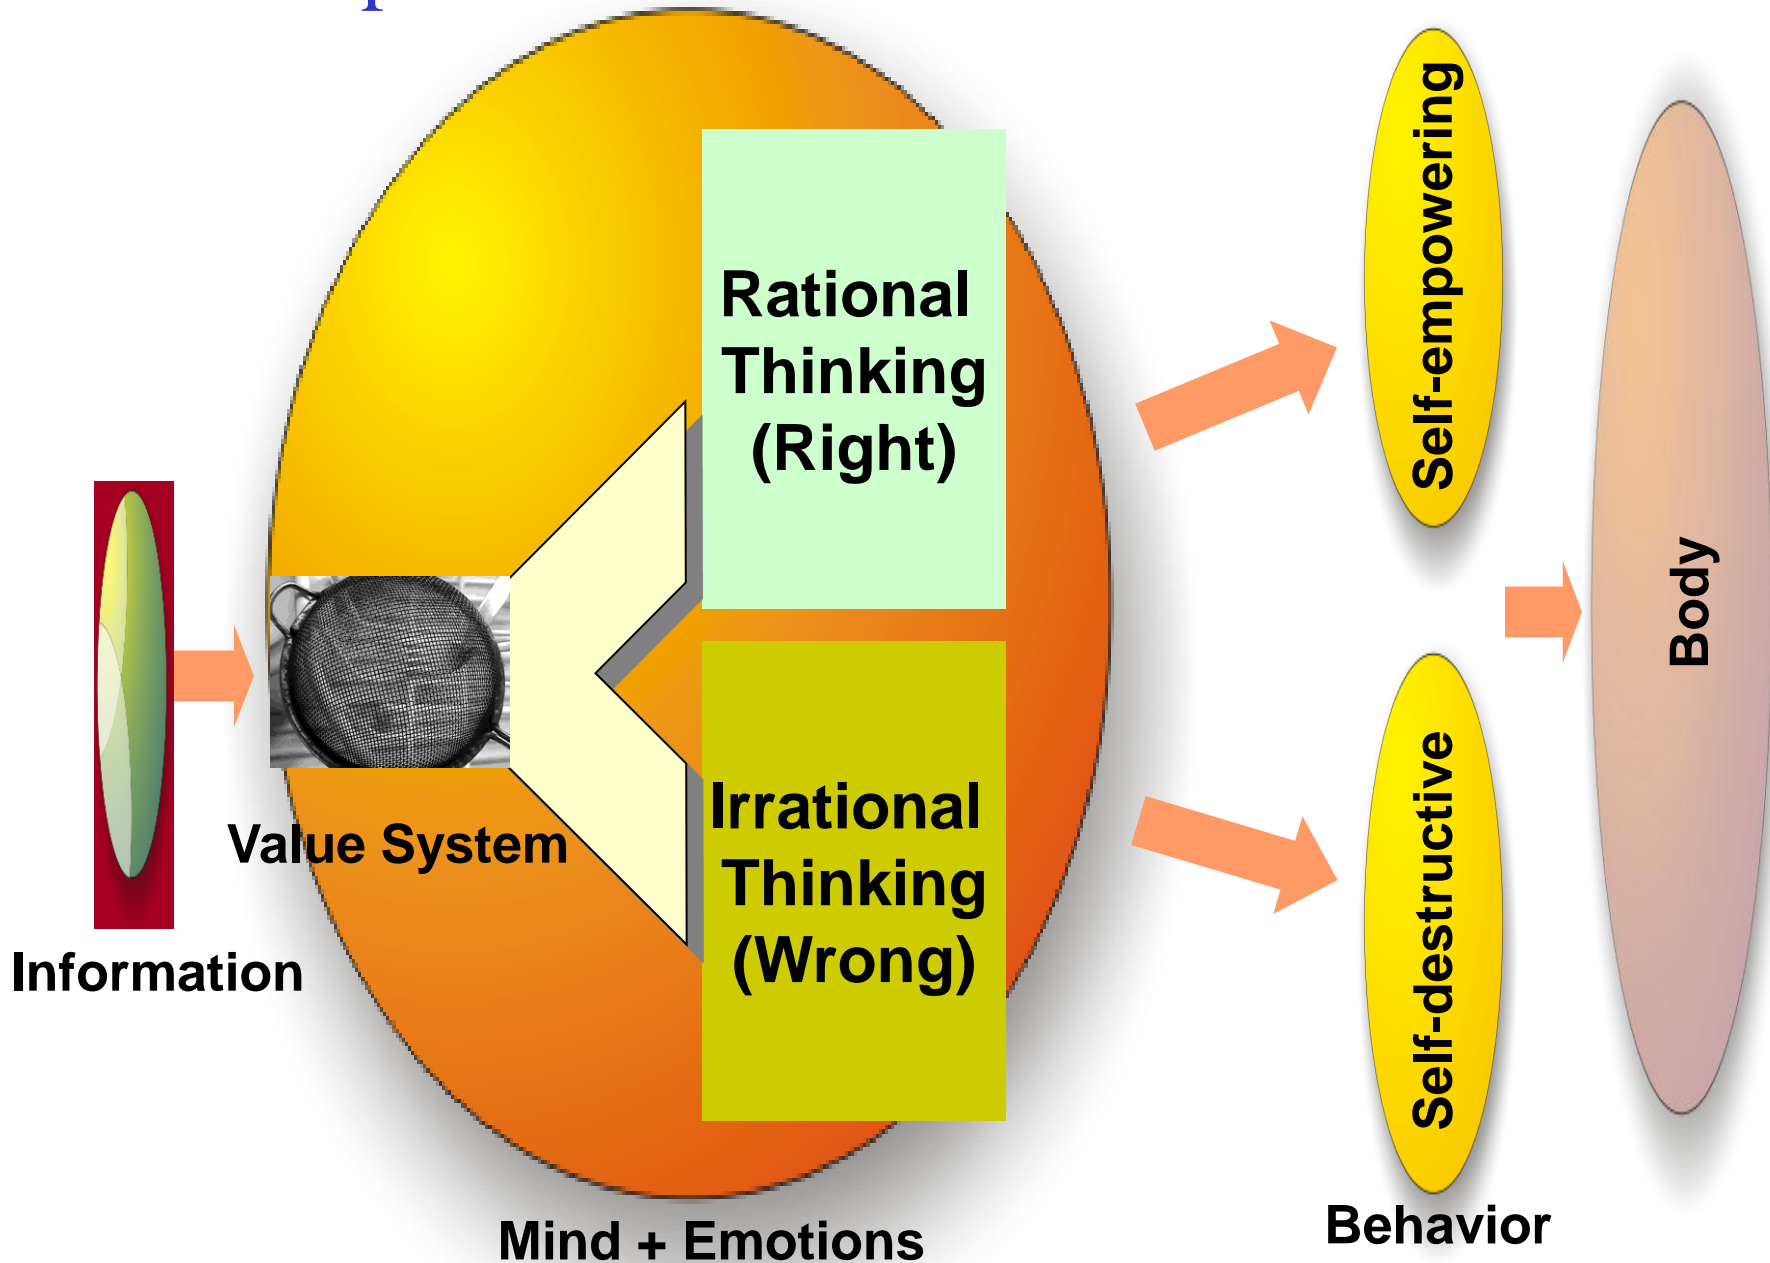 Information
Value System
Rational
Thinking
(Right)
Irrational
Thinking
(Wrong)
Mind + Emotions
Self-empowering
Self-destructive
Behavior
Body